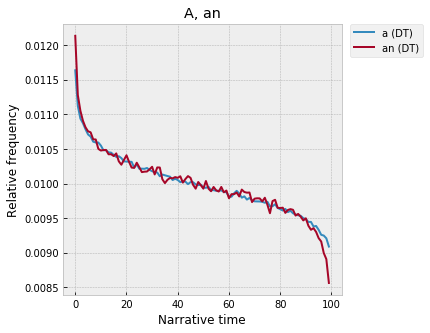 A, an
a (DT)
an (DT)
0.0120
0.0115
0.0110
0.0105
0.0100
0.0095
0.0090
0.0085
Relative frequency
0 20 40 60 80 100
Narrative time